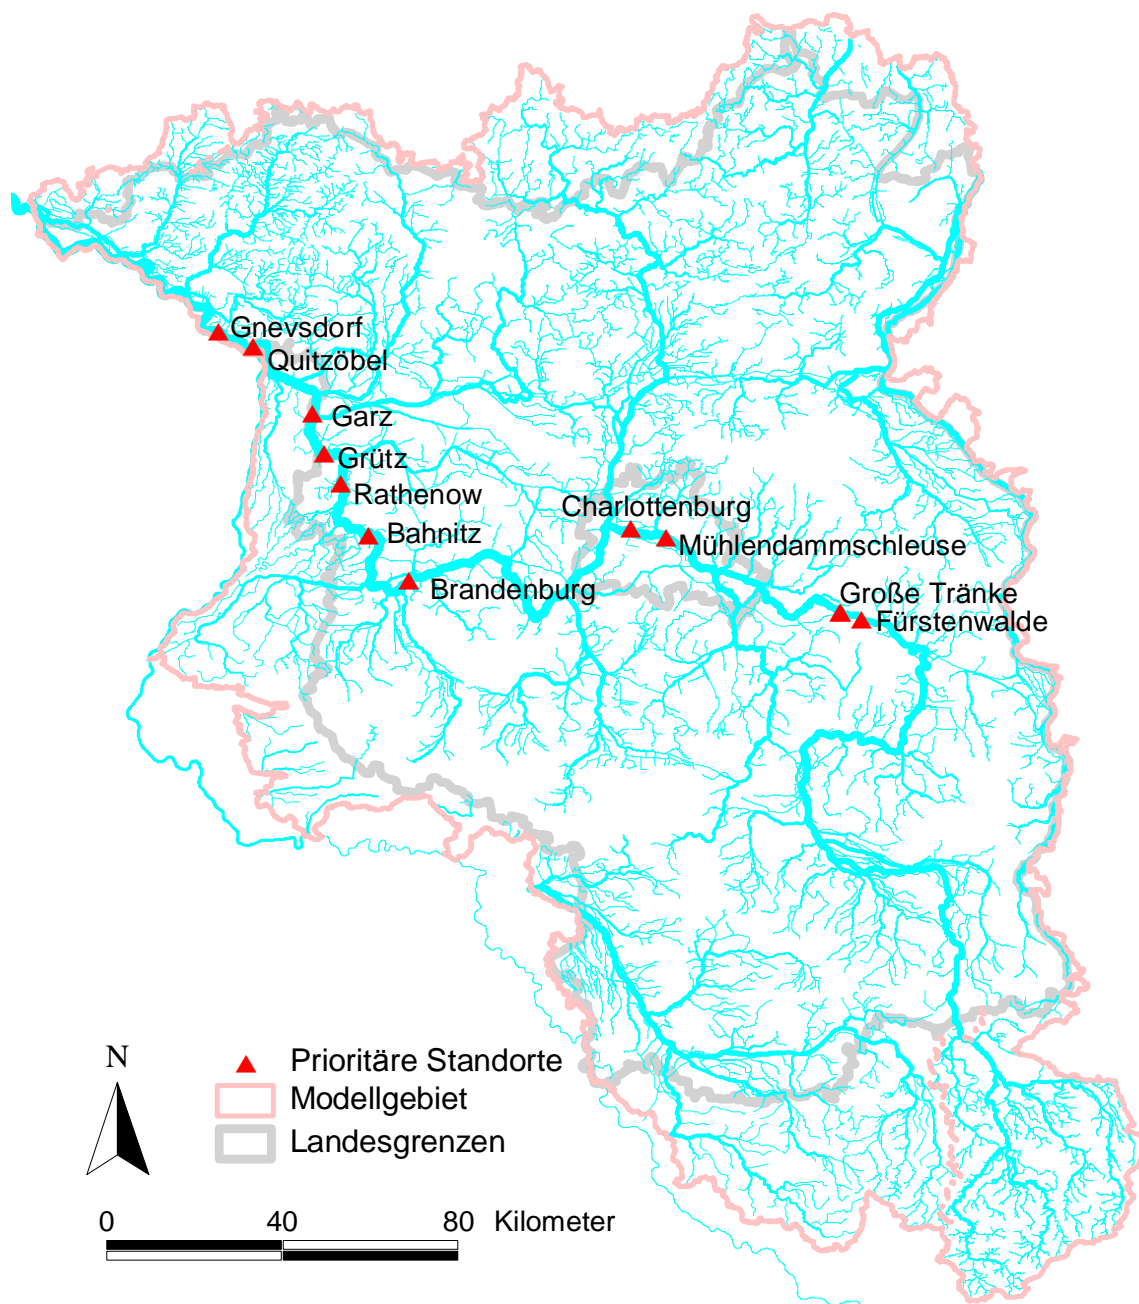 Gnevsdorf
Quitzöbel
Garz
Grütz
Rathenow
Charlottenburg
Bahnitz
Mühlendammschleuse
Brandenburg
Große Tränke
Fürstenwalde
N
Prioritäre Standorte
Modellgebiet
Landesgrenzen
0 40 80 Kilometer